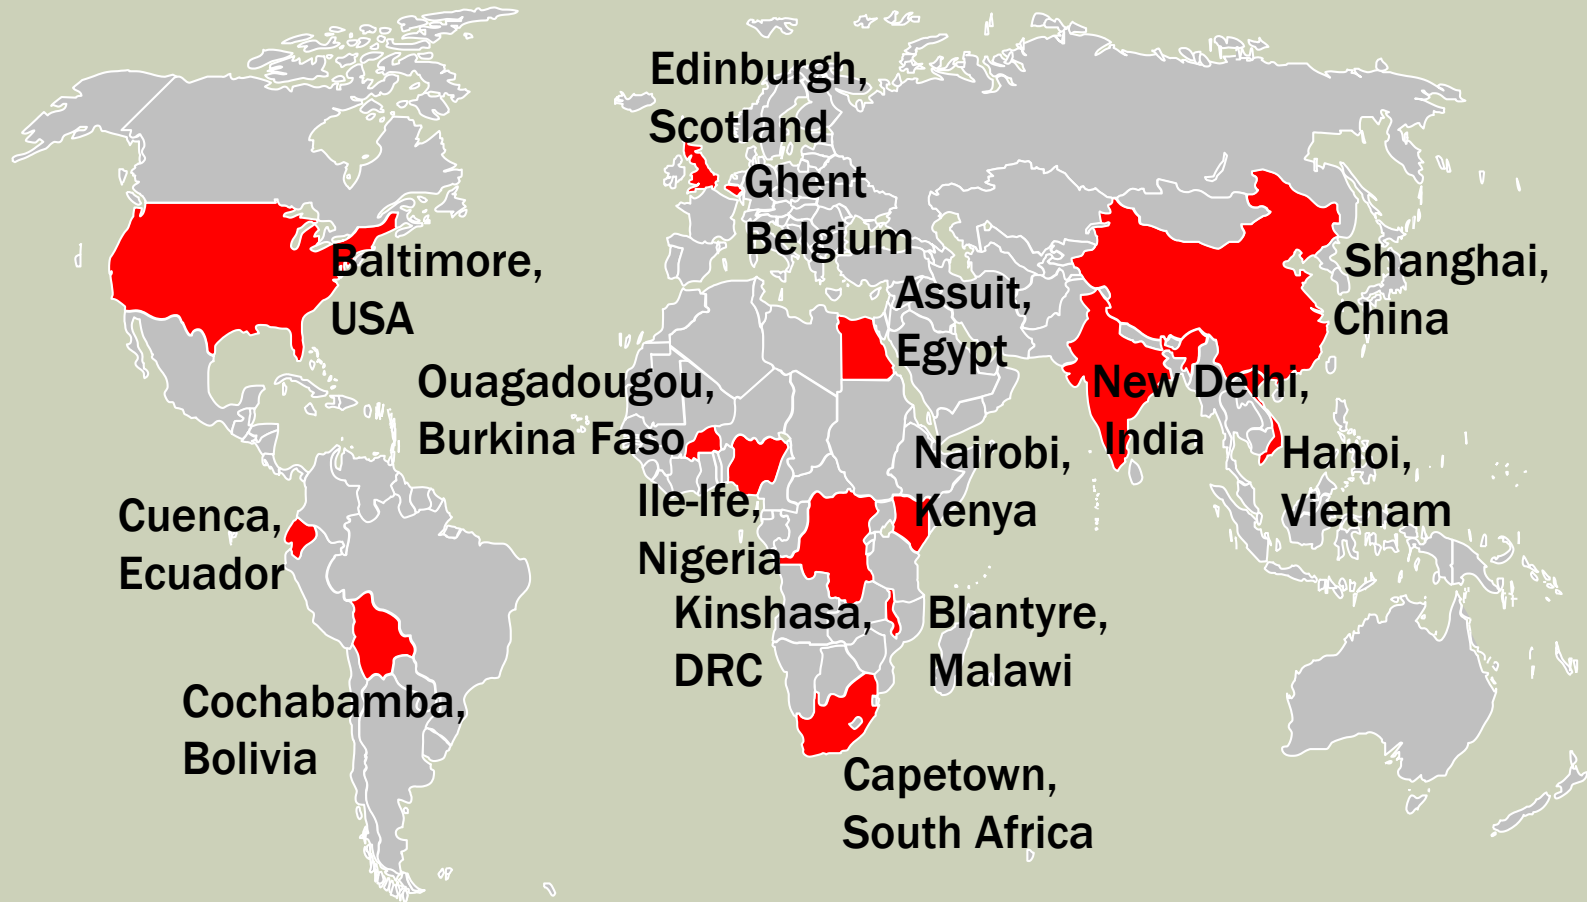 Edinburgh,
Scotland
Ghent
Belgium
Baltimore,
USA
Shanghai,
China
Assuit,
Egypt
Ouagadougou,
Burkina Faso
New Delhi,
India
Nairobi,
Kenya
Hanoi,
Vietnam
Ile-Ife,
Nigeria
Cuenca,
Ecuador
Kinshasa,
DRC
Blantyre,
Malawi
Cochabamba,
Bolivia
Capetown,
South Africa